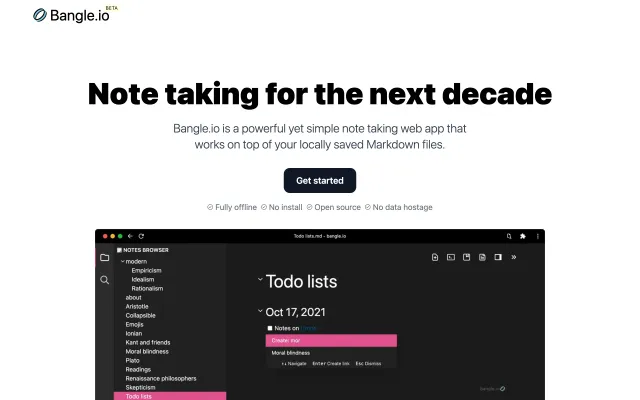 Bangle.io BETA
Note taking for the next decade
Bangle.io is a powerful yet simple note taking web app that
works on top of your locally saved Markdown files.
Get started
Fully offline No install Open source No data hostage
Todo lists.md - bangle.io
NOTES BROWSER
modern
Empiricism
Idealism
Rationalism
about
Aristotle
Collapsible
Emojis
Ionian
Kant and friends
Moral blindness
Plato
Readings
Renaissance philosophers
Skepticism
Todo lists
Todo lists
Oct 17, 2021
Notes on
Create: mor
Moral blindness
↑↓ Navigate Enter Create link Esc Dismiss
bangle.io